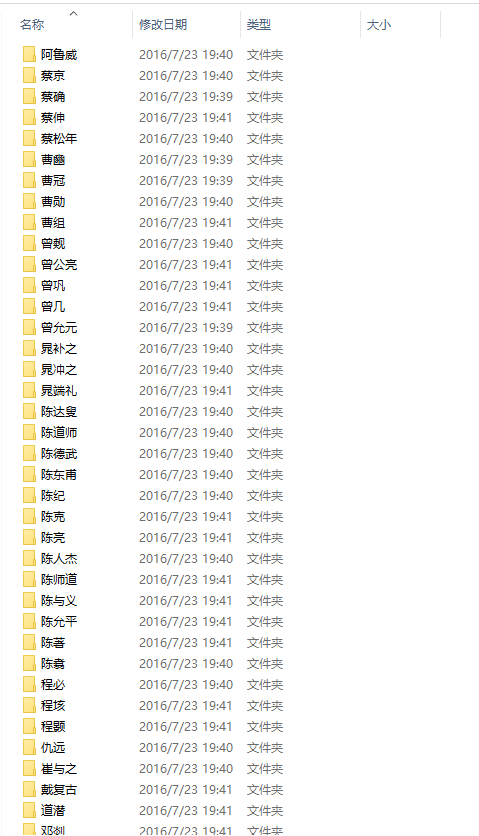 名称 修改日期 类型 大小
阿鲁威 2016/7/23 19:40 文件夹
蔡京 2016/7/23 19:40 文件夹
蔡确 2016/7/23 19:39 文件夹
蔡伸 2016/7/23 19:41 文件夹
蔡松年 2016/7/23 19:40 文件夹
曹豳 2016/7/23 19:39 文件夹
曹冠 2016/7/23 19:39 文件夹
曹勋 2016/7/23 19:40 文件夹
曹组 2016/7/23 19:41 文件夹
曾觌 2016/7/23 19:40 文件夹
曾公亮 2016/7/23 19:41 文件夹
曾巩 2016/7/23 19:41 文件夹
曾几 2016/7/23 19:41 文件夹
曾允元 2016/7/23 19:39 文件夹
晁补之 2016/7/23 19:40 文件夹
晁冲之 2016/7/23 19:40 文件夹
晁端礼 2016/7/23 19:41 文件夹
陈达叟 2016/7/23 19:40 文件夹
陈道师 2016/7/23 19:40 文件夹
陈德武 2016/7/23 19:40 文件夹
陈东甫 2016/7/23 19:40 文件夹
陈纪 2016/7/23 19:40 文件夹
陈克 2016/7/23 19:41 文件夹
陈亮 2016/7/23 19:41 文件夹
陈人杰 2016/7/23 19:40 文件夹
陈师道 2016/7/23 19:41 文件夹
陈与义 2016/7/23 19:41 文件夹
陈允平 2016/7/23 19:41 文件夹
陈著 2016/7/23 19:41 文件夹
陈翥 2016/7/23 19:40 文件夹
程必 2016/7/23 19:40 文件夹
程垓 2016/7/23 19:41 文件夹
程颢 2016/7/23 19:41 文件夹
仇远 2016/7/23 19:40 文件夹
崔与之 2016/7/23 19:40 文件夹
戴复古 2016/7/23 19:41 文件夹
道潜 2016/7/23 19:41 文件夹
邓剡 2016/7/23 19:41 文件夹